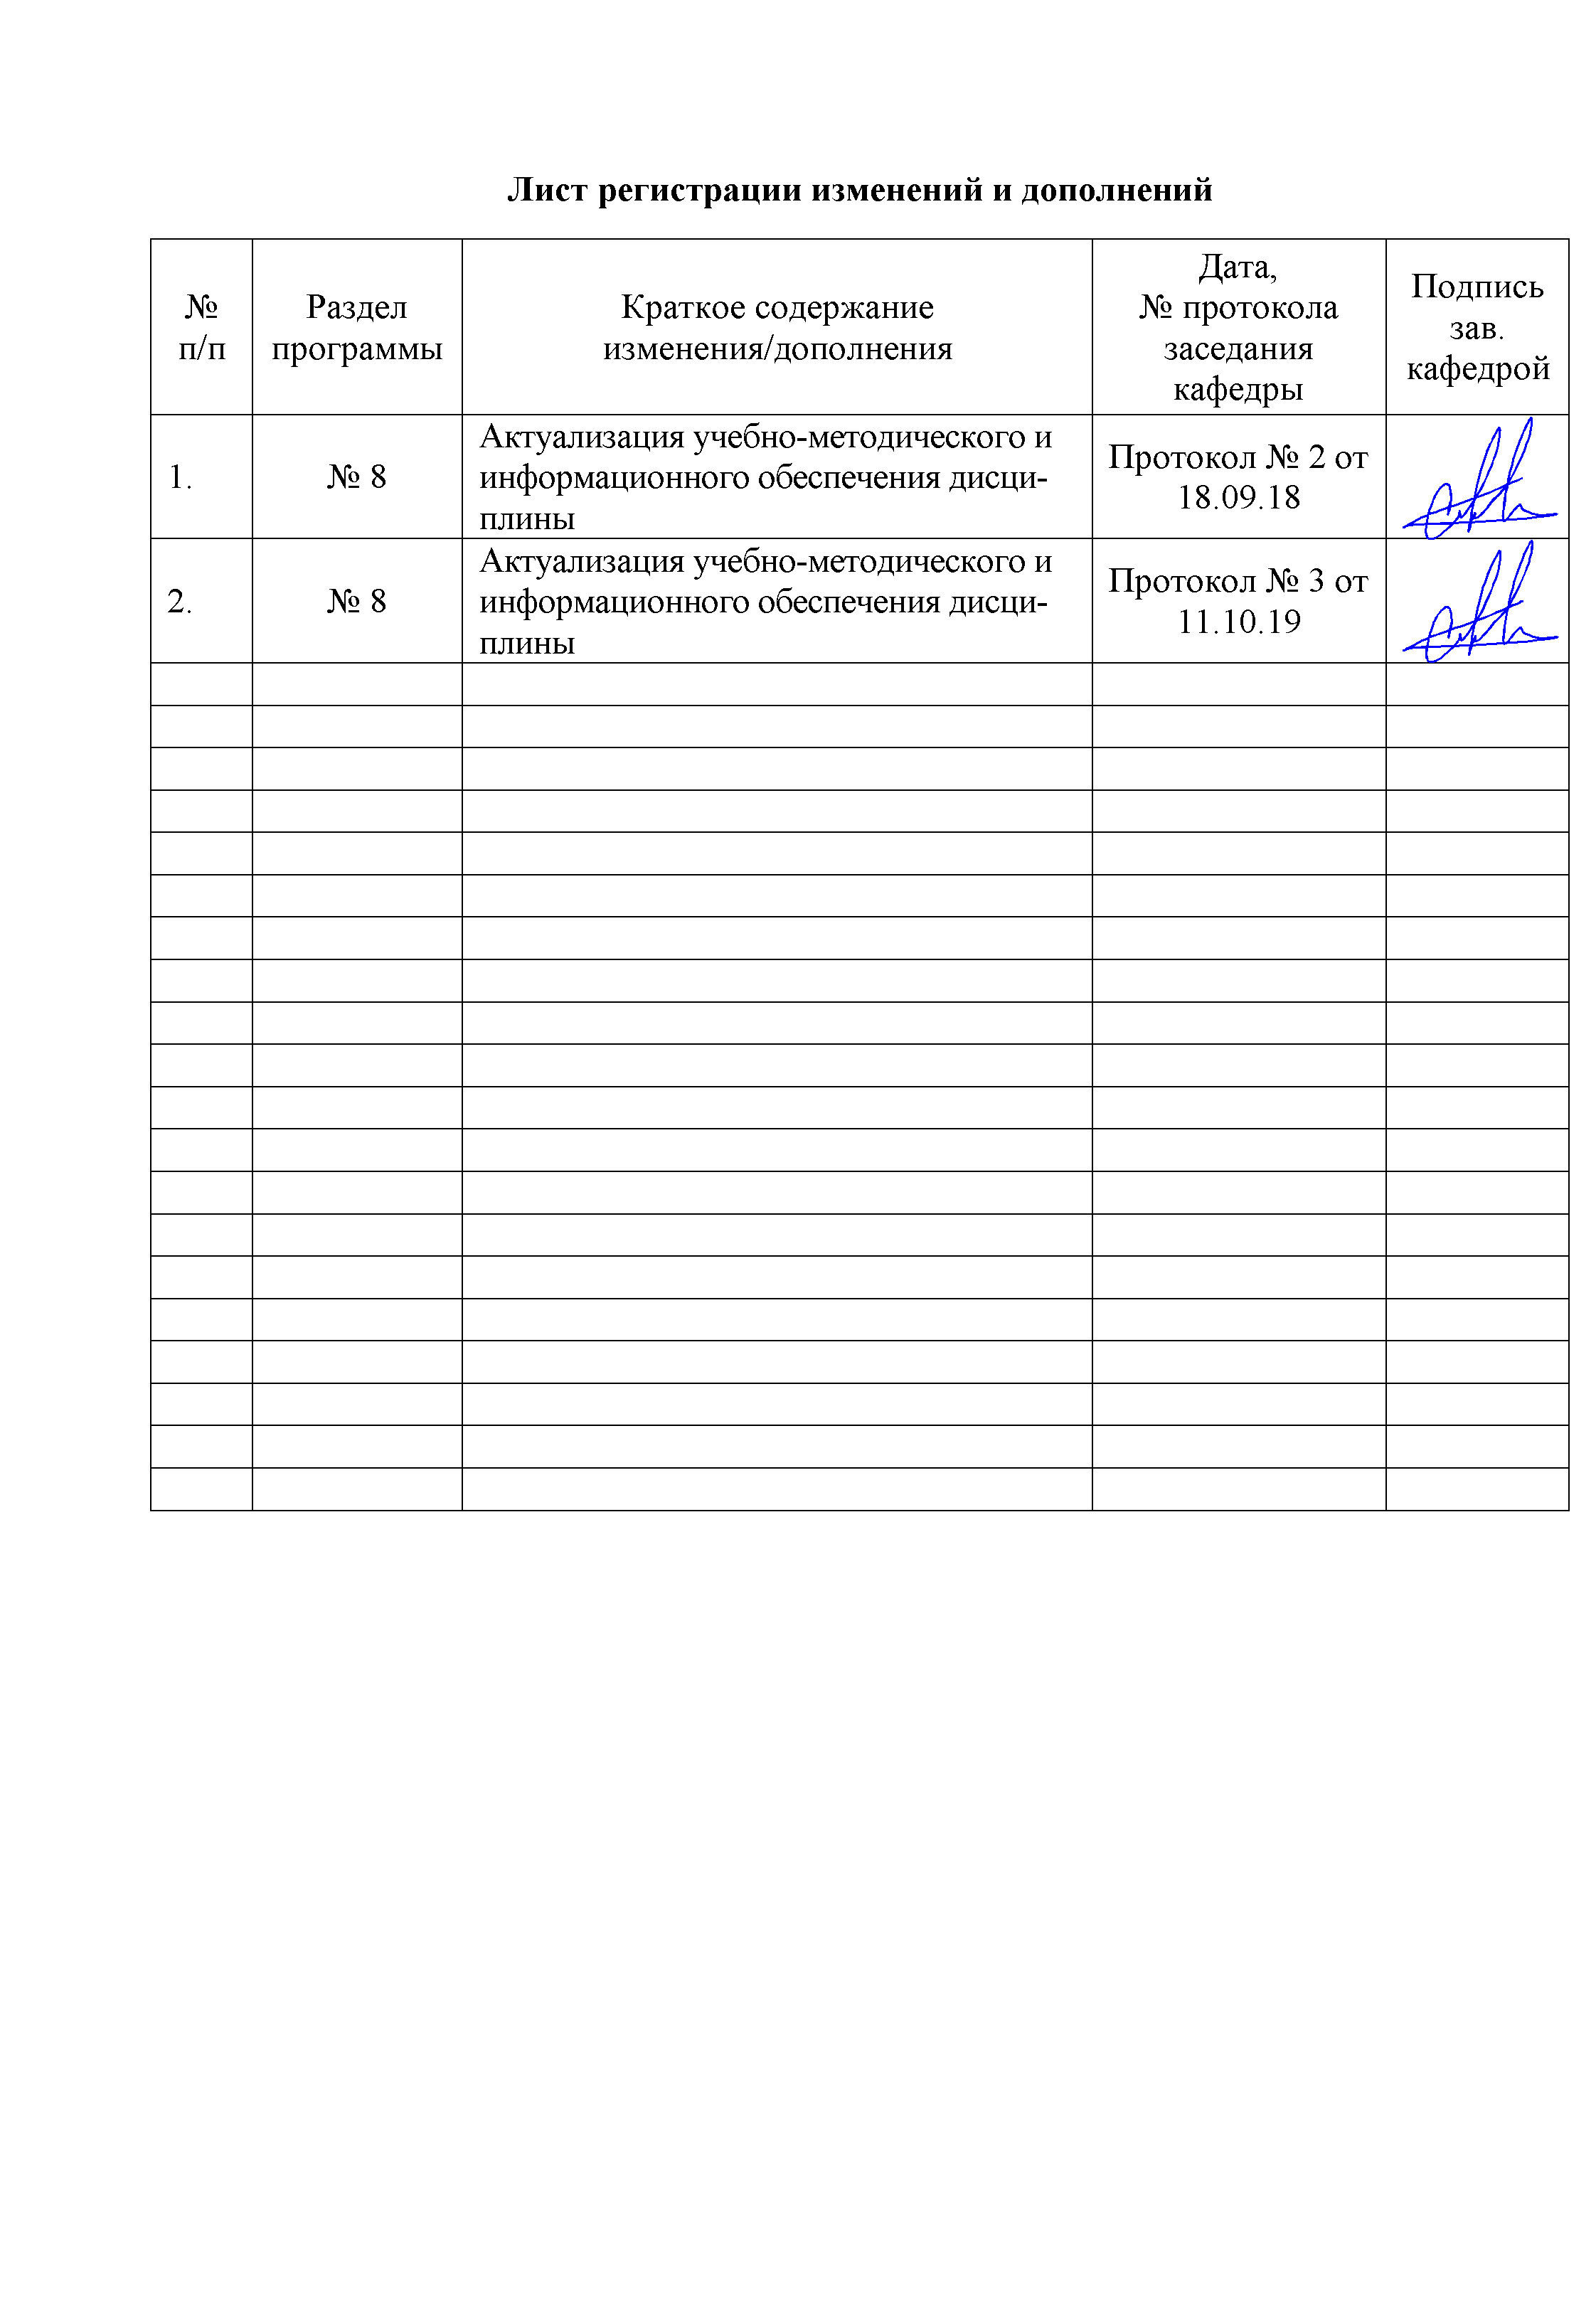 Лист регистрации изменений и дополнений
№
п/п
Раздел
программы
Краткое содержание
изменения/дополнения
Дата,
№ протокола
заседания
кафедры
Подпись
зав.
кафедрой
1.
№ 8
Актуализация учебно-методического и
информационного обеспечения дисци-
плины
Протокол № 2 от
18.09.18
2.
№ 8
Актуализация учебно-методического и
информационного обеспечения дисци-
плины
Протокол № 3 от
11.10.19